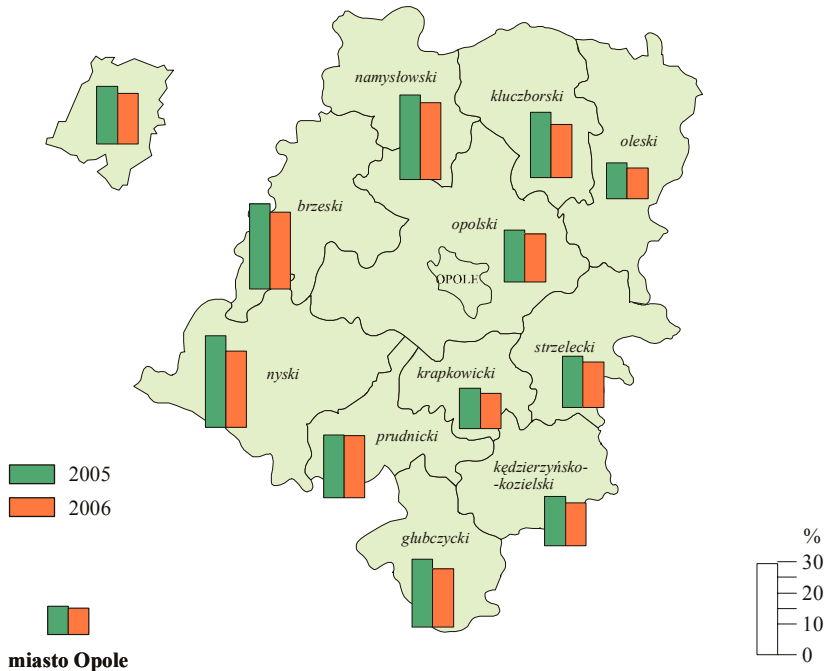 namysłowski
kluczborski
oleski
brzeski
opolski
OPOLE
strzelecki
nyski
krapkowicki
prudnicki
kędzierzyńsko-
-kozielski
głubczycki
2005
2006
miasto Opole
%
30
20
10
0